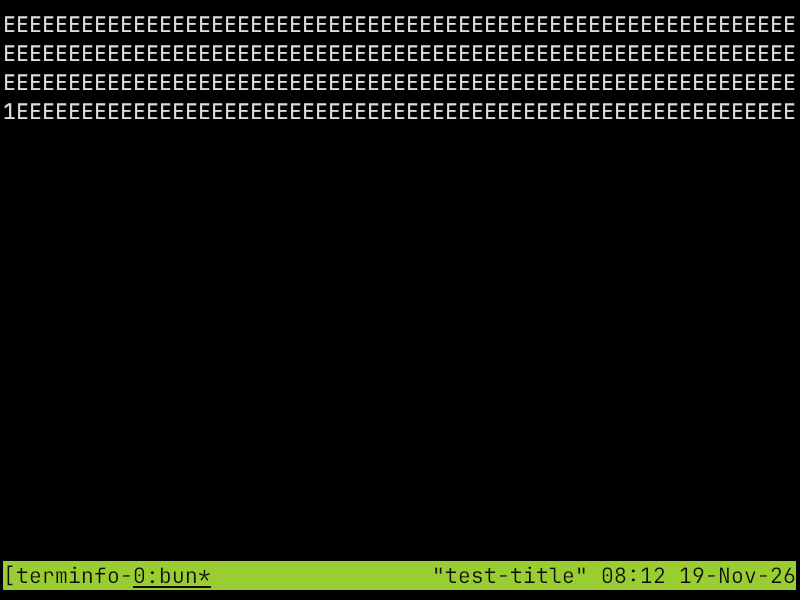 EEEEEEEEEEEEEEEEEEEEEEEEEEEEEEEEEEEEEEEEEEEEEEEEEEEEEEEEEEEEE
EEEEEEEEEEEEEEEEEEEEEEEEEEEEEEEEEEEEEEEEEEEEEEEEEEEEEEEEEEEEE
EEEEEEEEEEEEEEEEEEEEEEEEEEEEEEEEEEEEEEEEEEEEEEEEEEEEEEEEEEEEE
1EEEEEEEEEEEEEEEEEEEEEEEEEEEEEEEEEEEEEEEEEEEEEEEEEEEEEEEEEEEE
[terminfo-0:bun*                 "test-title" 08:12 19-Nov-26